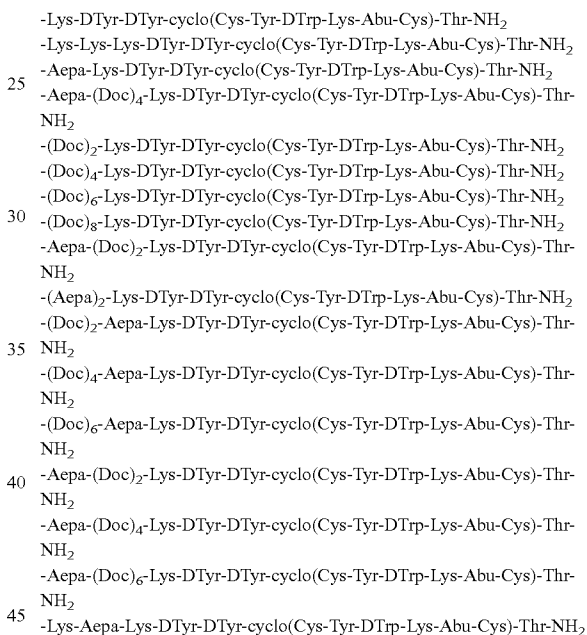 -Lys-DTyr-DTyr-cyclo(Cys-Tyr-DTrp-Lys-Abu-Cys)-Thr-NH₂
-Lys-Lys-Lys-DTyr-DTyr-cyclo(Cys-Tyr-DTrp-Lys-Abu-Cys)-Thr-NH₂
-Aepa-Lys-DTyr-DTyr-cyclo(Cys-Tyr-DTrp-Lys-Abu-Cys)-Thr-NH₂
25 -Aepa-(Doc)₄-Lys-DTyr-DTyr-cyclo(Cys-Tyr-DTrp-Lys-Abu-Cys)-Thr-
NH₂
-(Doc)₂-Lys-DTyr-DTyr-cyclo(Cys-Tyr-DTrp-Lys-Abu-Cys)-Thr-NH₂
-(Doc)₄-Lys-DTyr-DTyr-cyclo(Cys-Tyr-DTrp-Lys-Abu-Cys)-Thr-NH₂
-(Doc)₆-Lys-DTyr-DTyr-cyclo(Cys-Tyr-DTrp-Lys-Abu-Cys)-Thr-NH₂
30 -(Doc)₈-Lys-DTyr-DTyr-cyclo(Cys-Tyr-DTrp-Lys-Abu-Cys)-Thr-NH₂
-Aepa-(Doc)₂-Lys-DTyr-DTyr-cyclo(Cys-Tyr-DTrp-Lys-Abu-Cys)-Thr-
NH₂
-(Aepa)₂-Lys-DTyr-DTyr-cyclo(Cys-Tyr-DTrp-Lys-Abu-Cys)-Thr-NH₂
-(Doc)₂-Aepa-Lys-DTyr-DTyr-cyclo(Cys-Tyr-DTrp-Lys-Abu-Cys)-Thr-
35 NH₂
-(Doc)₄-Aepa-Lys-DTyr-DTyr-cyclo(Cys-Tyr-DTrp-Lys-Abu-Cys)-Thr-
NH₂
-(Doc)₆-Aepa-Lys-DTyr-DTyr-cyclo(Cys-Tyr-DTrp-Lys-Abu-Cys)-Thr-
NH₂
40 -Aepa-(Doc)₂-Lys-DTyr-DTyr-cyclo(Cys-Tyr-DTrp-Lys-Abu-Cys)-Thr-
NH₂
-Aepa-(Doc)₄-Lys-DTyr-DTyr-cyclo(Cys-Tyr-DTrp-Lys-Abu-Cys)-Thr-
NH₂
-Aepa-(Doc)₆-Lys-DTyr-DTyr-cyclo(Cys-Tyr-DTrp-Lys-Abu-Cys)-Thr-
NH₂
45 -Lys-Aepa-Lys-DTyr-DTyr-cyclo(Cys-Tyr-DTrp-Lys-Abu-Cys)-Thr-NH₂